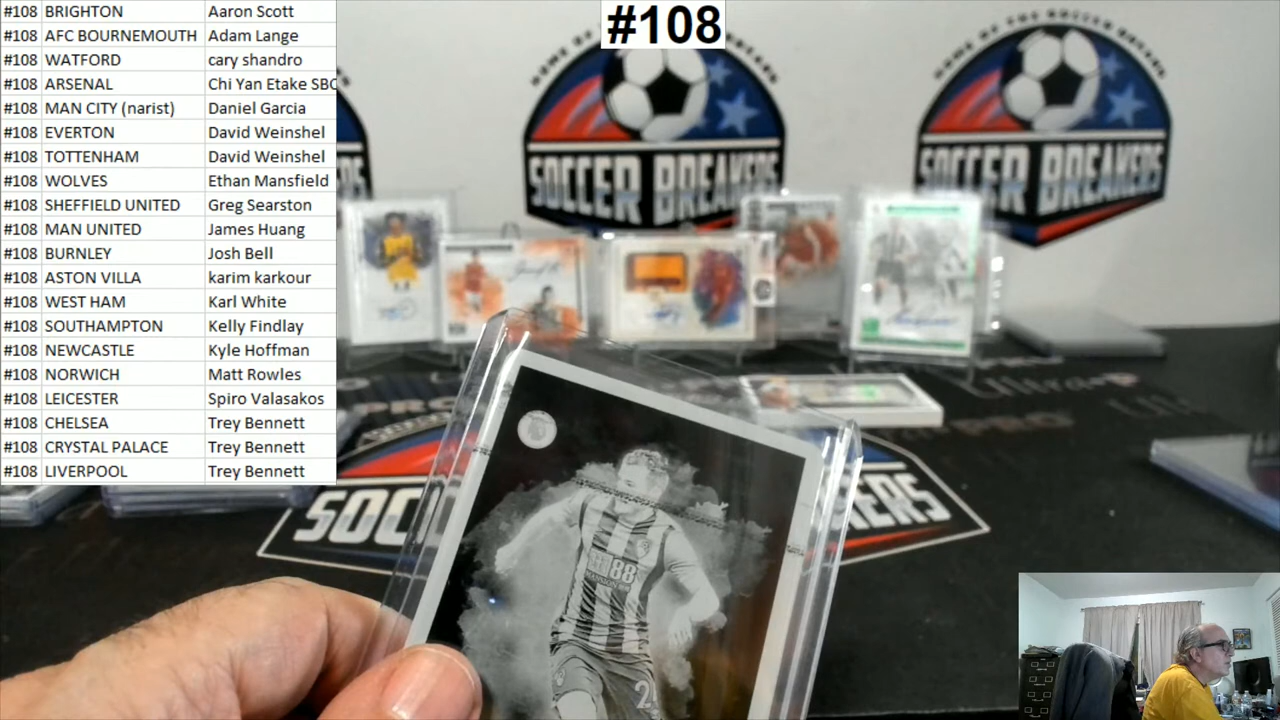 #108 BRIGHTON Aaron Scott
#108 AFC BOURNEMOUTH Adam Lange
#108 WATFORD cary shandro
#108 ARSENAL Chi Yan Etake SBC
#108 MAN CITY (narist) Daniel Garcia
#108 EVERTON David Weinshel
#108 TOTTENHAM David Weinshel
#108 WOLVES Ethan Mansfield
#108 SHEFFIELD UNITED Greg Searston
#108 MAN UNITED James Huang
#108 BURNLEY Josh Bell
#108 ASTON VILLA karim karkour
#108 WEST HAM Karl White
#108 SOUTHAMPTON Kelly Findlay
#108 NEWCASTLE Kyle Hoffman
#108 NORWICH Matt Rowles
#108 LEICESTER Spiro Valasakos
#108 CHELSEA Trey Bennett
#108 CRYSTAL PALACE Trey Bennett
#108 LIVERPOOL Trey Bennett
#108
SOCCER BREAKERS
SOCCER BREAKERS
PRO